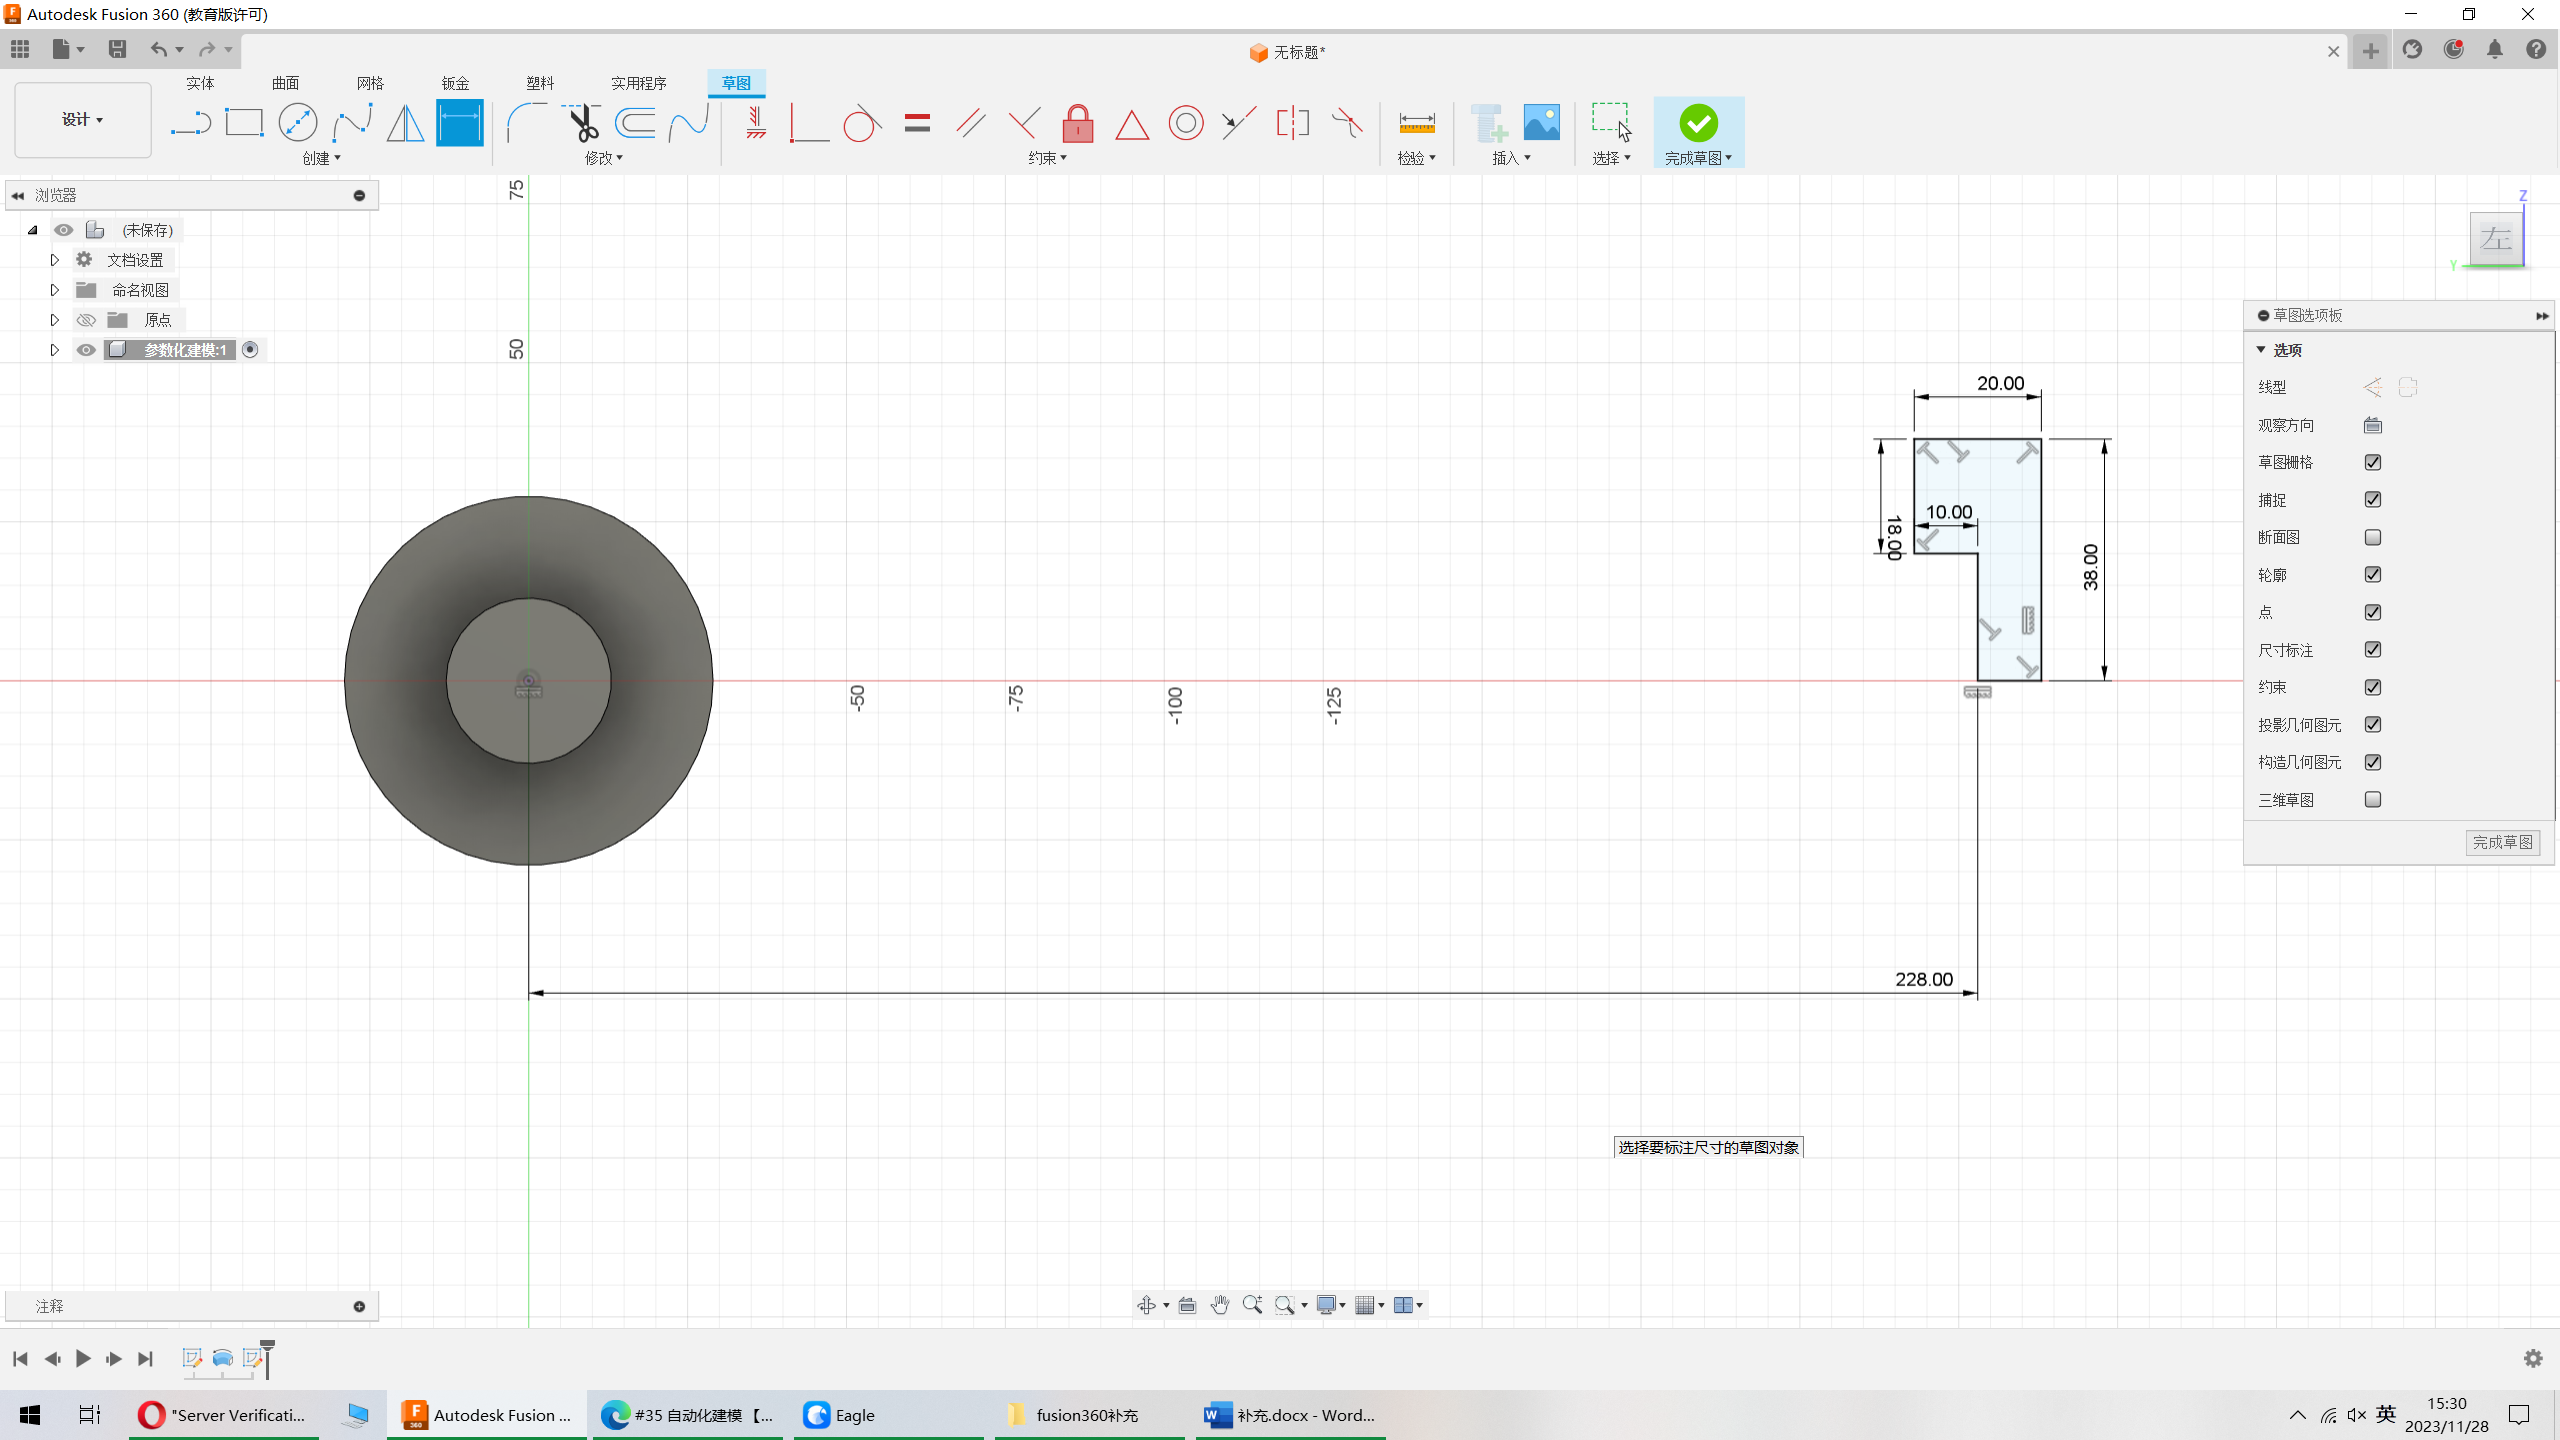 Autodesk Fusion 360 (教育版许可)
无标题*
实体 曲面 网格 钣金 塑料 实用程序 草图
设计
创建 修改 约束 检验 插入 选择 完成草图
浏览器
(未保存)
文档设置
命名视图
原点
参数化建模:1
75
50
-50
-75
-100
-125
20.00
10.00
18.00
38.00
228.00
Z
左
Y
草图选项板
选项
线型
观察方向
草图栅格
捕捉
断面图
轮廓
点
尺寸标注
约束
投影几何图元
构造几何图元
三维草图
完成草图
选择要标注尺寸的草图对象
注释
"Server Verificati...
Autodesk Fusion ...
#35 自动化建模【...
Eagle
fusion360补充
补充.docx - Word...
英
15:30
2023/11/28